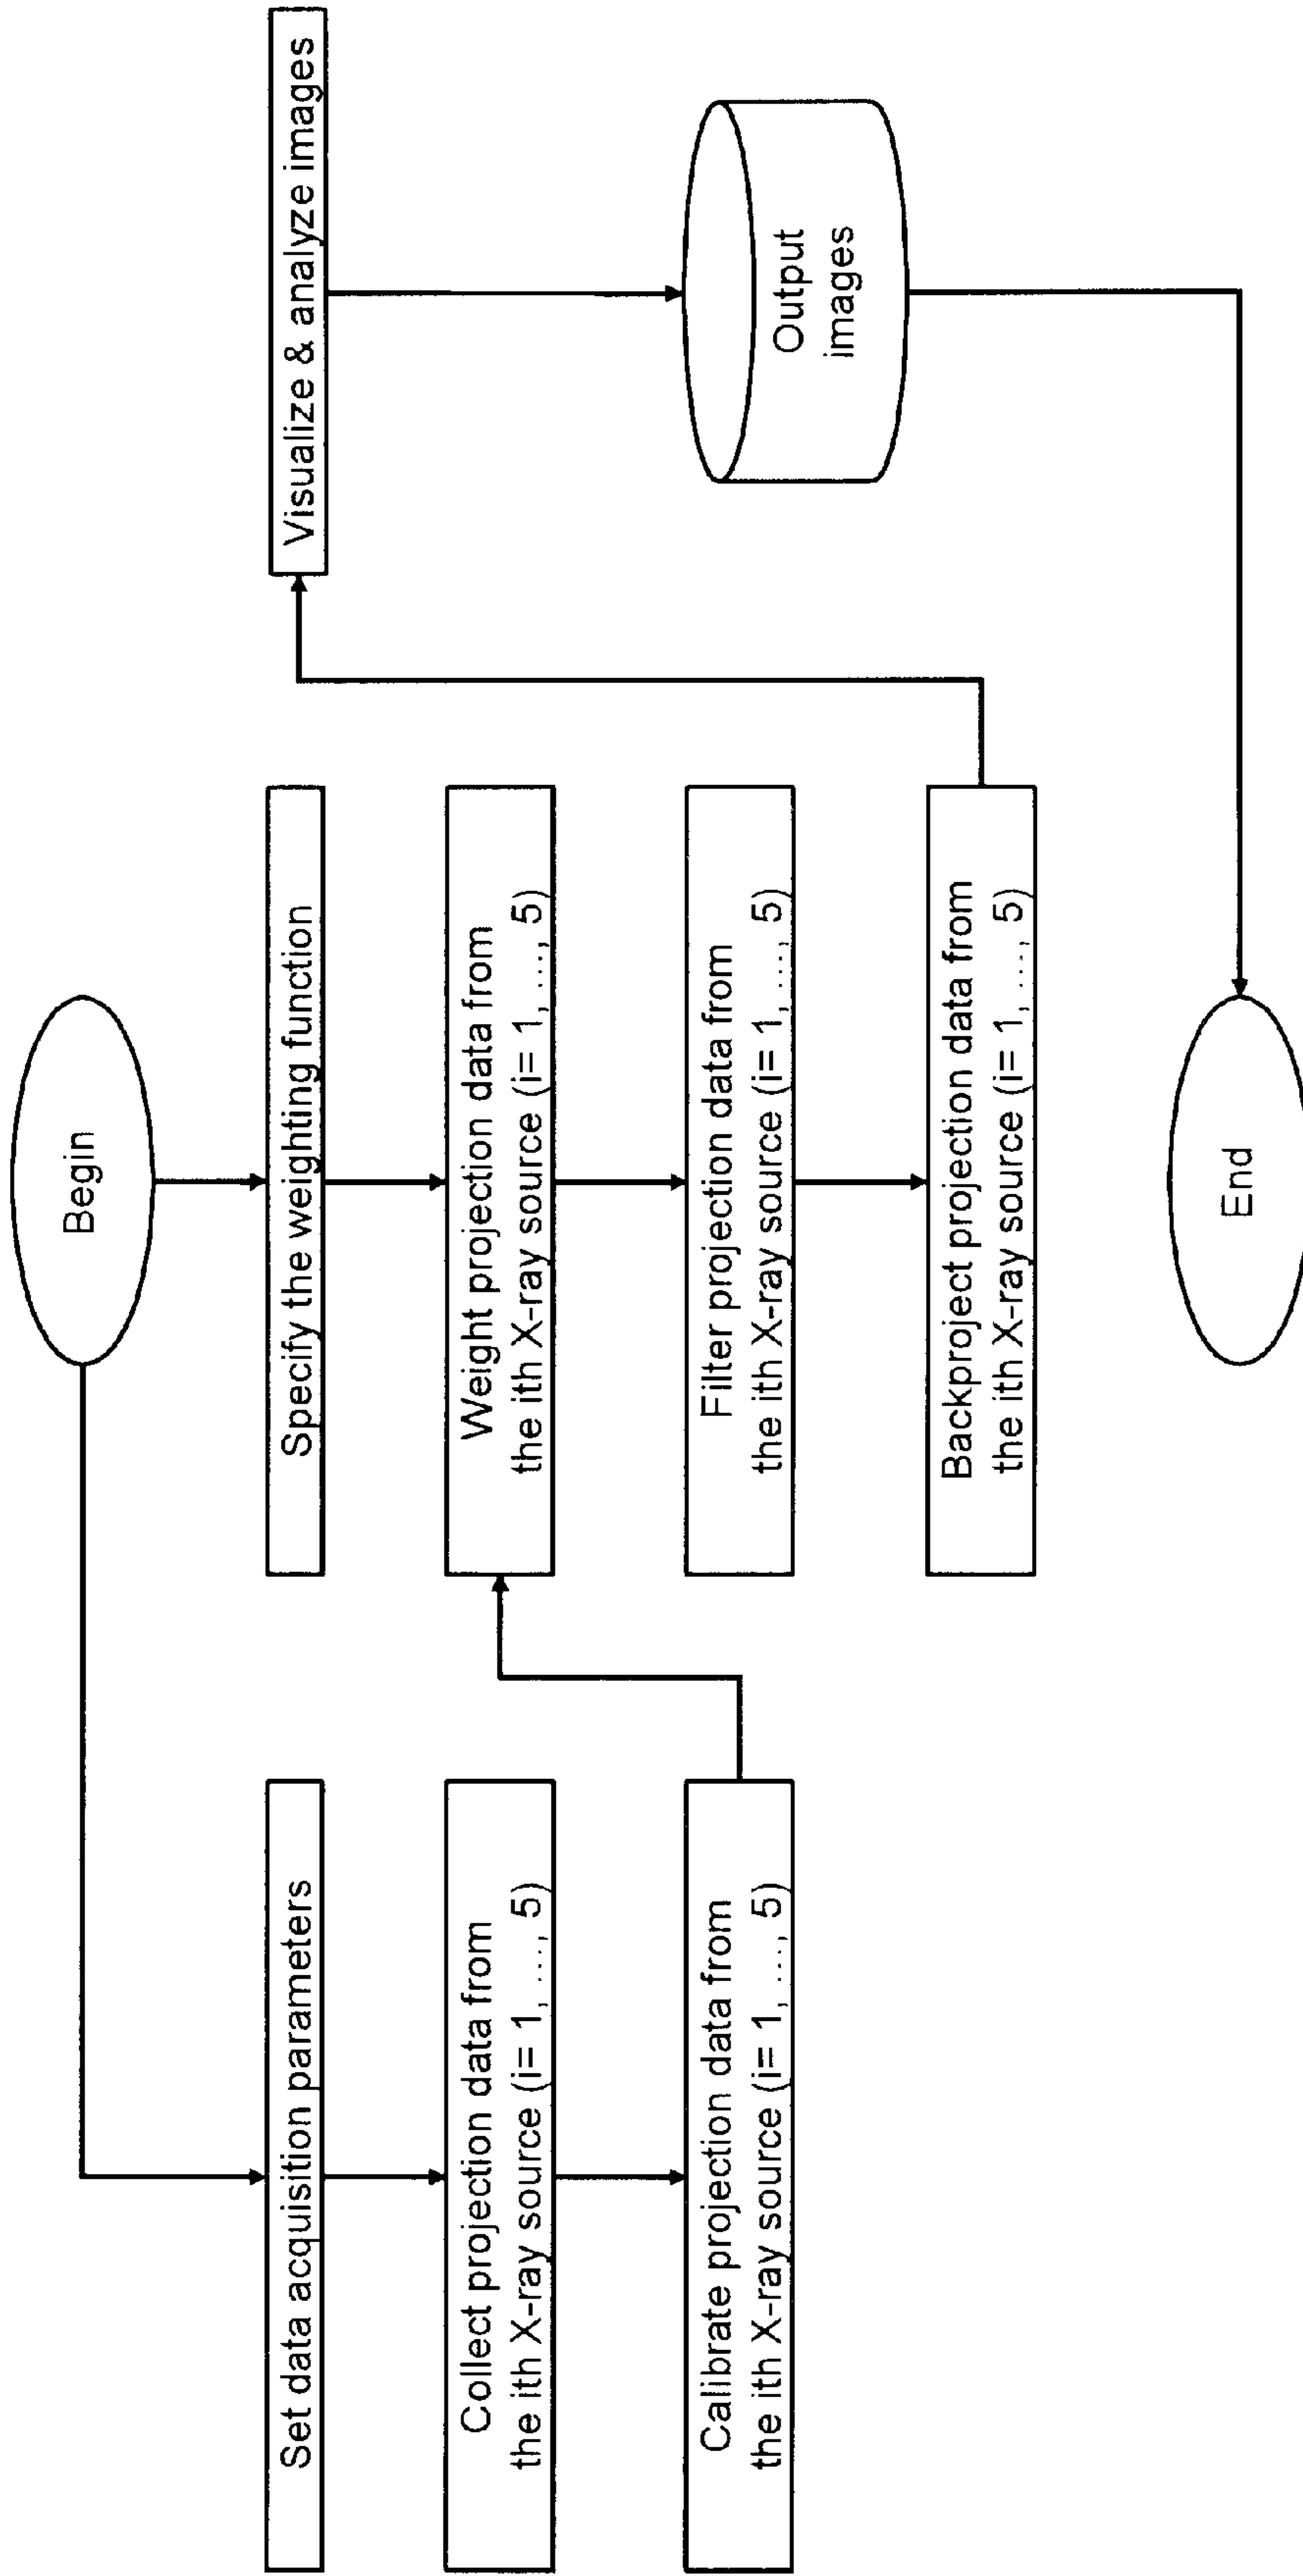 Begin
Set data acquisition parameters
Collect projection data from
the ith X-ray source (i= 1, ..., 5)
Calibrate projection data from
the ith X-ray source (i= 1, ..., 5)
Specify the weighting function
Weight projection data from
the ith X-ray source (i= 1, ..., 5)
Filter projection data from
the ith X-ray source (i= 1, ..., 5)
Backproject projection data from
the ith X-ray source (i= 1, ..., 5)
Visualize & analyze images
Output
images
End